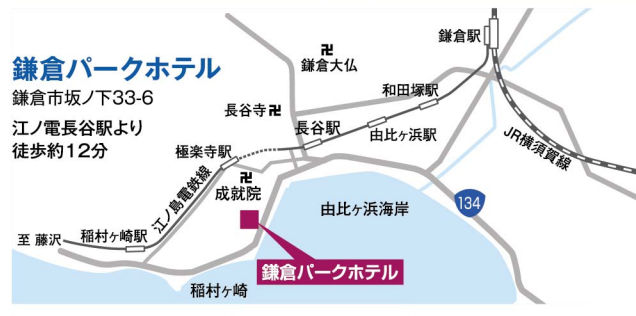 鎌倉パークホテル
鎌倉市坂ノ下33-6
江ノ電長谷駅より
徒歩約12分
鎌倉駅
鎌倉大仏
和田塚駅
長谷寺
長谷駅
由比ヶ浜駅
JR横須賀線
極楽寺駅
成就院
江ノ島電鉄線
由比ヶ浜海岸
134
至 藤沢
稲村ヶ崎駅
鎌倉パークホテル
稲村ヶ崎